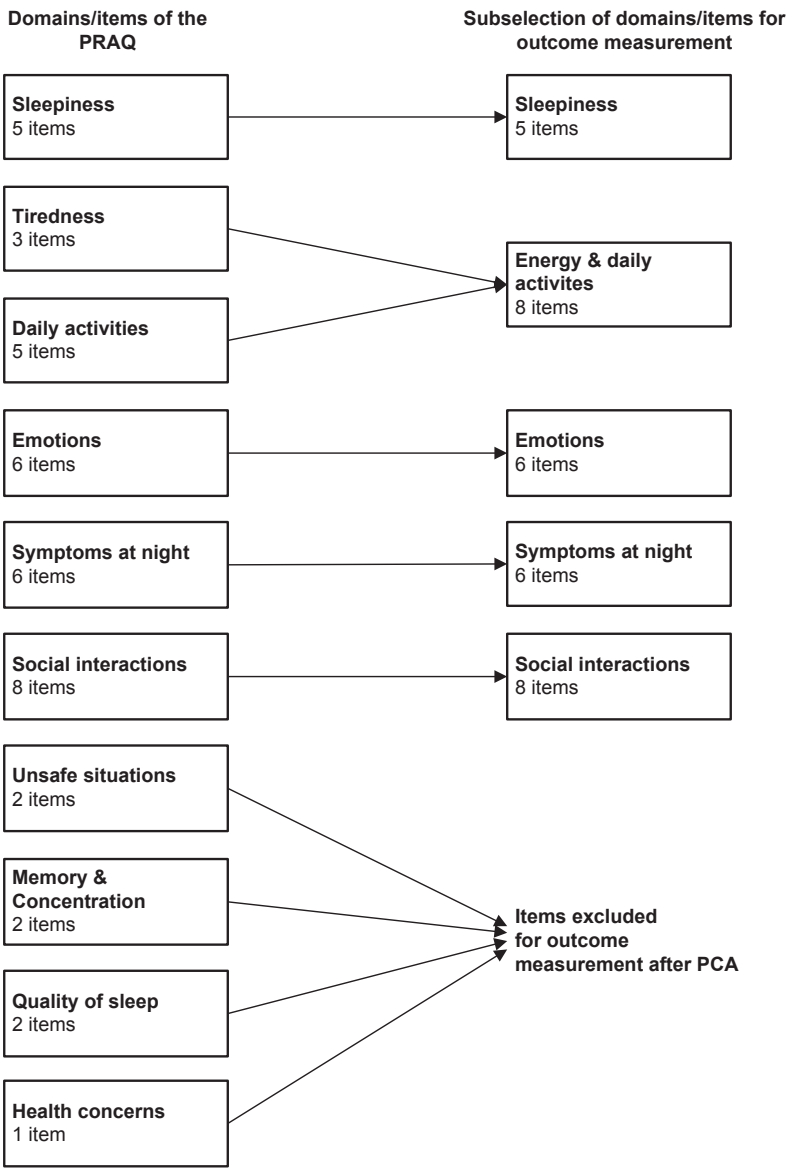 Domains/items of the
PRAQ
Subselection of domains/items for
outcome measurement
Sleepiness
5 items
Sleepiness
5 items
Tiredness
3 items
Energy & daily
activites
8 items
Daily activities
5 items
Emotions
6 items
Emotions
6 items
Symptoms at night
6 items
Symptoms at night
6 items
Social interactions
8 items
Social interactions
8 items
Unsafe situations
2 items
Memory &
Concentration
2 items
Items excluded
for outcome
measurement after PCA
Quality of sleep
2 items
Health concerns
1 item